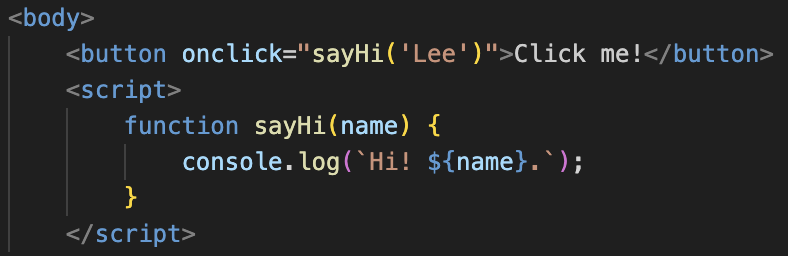 <body>
<button onclick="sayHi('Lee')">Click me!</button>
<script>
function sayHi(name) {
console.log(`Hi! ${name}.`);
}
</script>